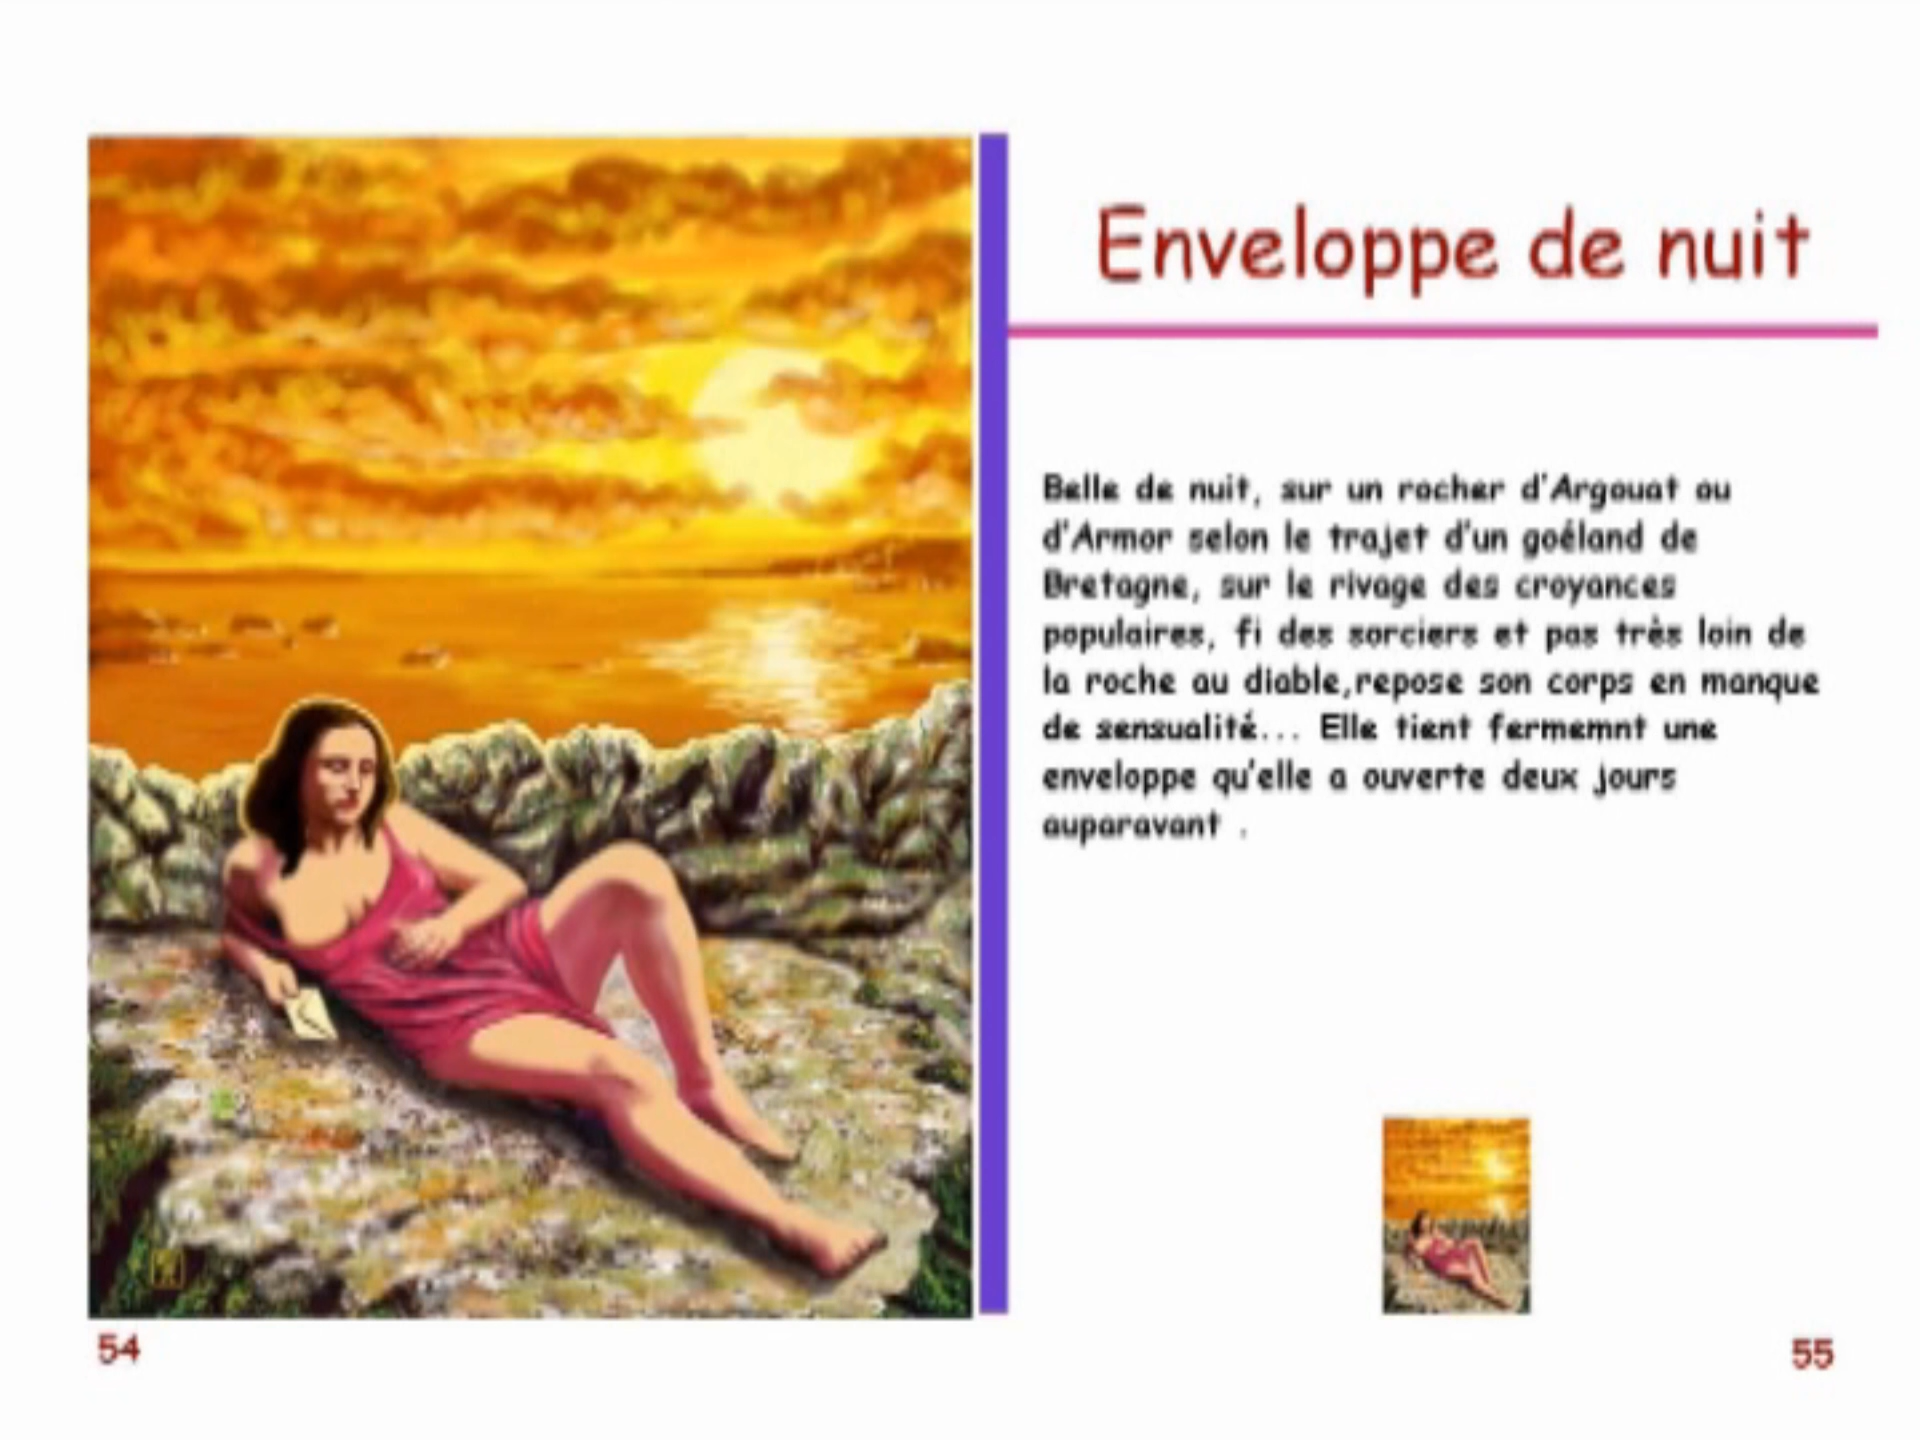 Enveloppe de nuit
Belle de nuit, sur un rocher d'Argouat ou
d'Armor selon le trajet d'un goéland de
Bretagne, sur le rivage des croyances
populaires, fi des sorciers et pas très loin de
la roche au diable,repose son corps en manque
de sensualité... Elle tient fermemnt une
enveloppe qu'elle a ouverte deux jours
auparavant .
54
55